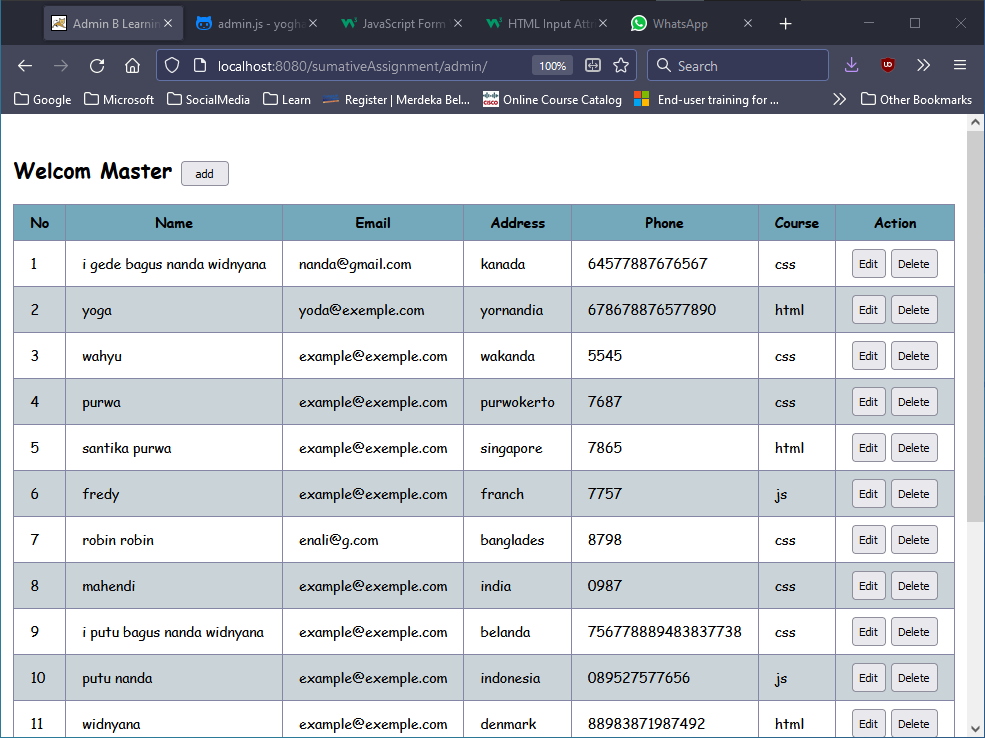 Admin B Learnin
admin.js - yogha
JavaScript Form
HTML Input Attri
WhatsApp
localhost:8080/sumativeAssignment/admin/ 100% Search
Google Microsoft SocialMedia Learn Register | Merdeka Bel... Online Course Catalog End-user training for ... Other Bookmarks
Welcom Master add
No Name Email Address Phone Course Action
1 i gede bagus nanda widnyana nanda@gmail.com kanada 64577887676567 css Edit Delete
2 yoga yoda@exemple.com yornandia 678678876577890 html Edit Delete
3 wahyu example@exemple.com wakanda 5545 css Edit Delete
4 purwa example@exemple.com purwokerto 7687 css Edit Delete
5 santika purwa example@exemple.com singapore 7865 html Edit Delete
6 fredy example@exemple.com franch 7757 js Edit Delete
7 robin robin enali@g.com banglades 8798 css Edit Delete
8 mahendi example@exemple.com india 0987 css Edit Delete
9 i putu bagus nanda widnyana example@exemple.com belanda 756778889483837738 css Edit Delete
10 putu nanda example@exemple.com indonesia 089527577656 js Edit Delete
11 widnyana example@exemple.com denmark 88983871987492 html Edit Delete